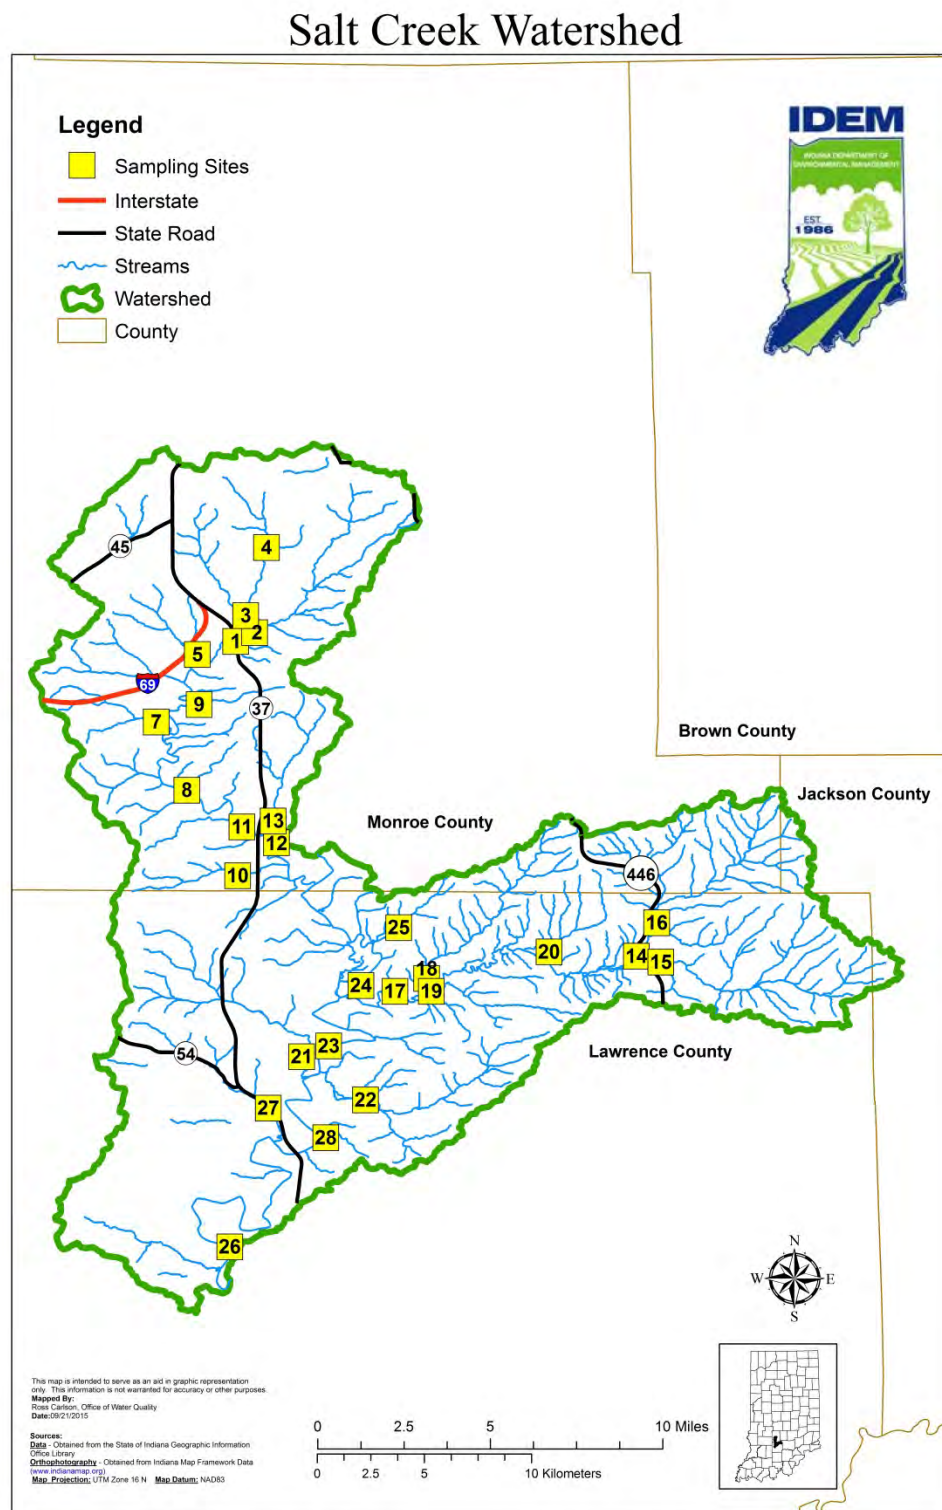 Salt Creek Watershed
Legend
Sampling Sites
Interstate
State Road
Streams
Watershed
County
IDEM
INDIANA DEPARTMENT OF
ENVIRONMENTAL MANAGEMENT
EST.
1986
45
4
3
2
1
5
69
9
37
7
Brown County
8
Jackson County
13
11
Monroe County
12
10
446
16
25
20
14
15
18
24
17
19
23
21
54
Lawrence County
22
27
28
26
N
W
E
S
This map is intended to serve as an aid in graphic representation
only. This information is not warranted for accuracy or other purposes.
Mapped By:
Ross Carlson, Office of Water Quality
Date:09/21/2015
Sources:
Data - Obtained from the State of Indiana Geographic Information
Office Library
Orthophotography - Obtained from Indiana Map Framework Data
(www.indianamap.org)
Map Projection: UTM Zone 16 N Map Datum: NAD83
0 2.5 5 10 Miles
0 2.5 5 10 Kilometers